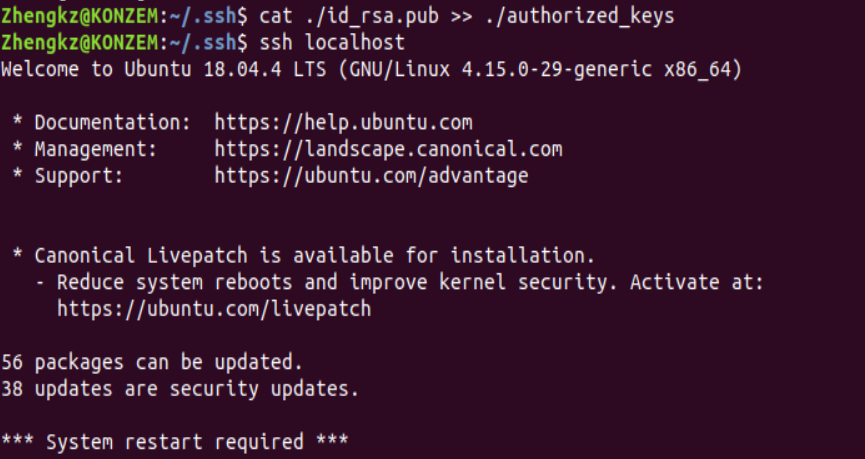 Zhengkz@KONZEM:~/.ssh$ cat ./id_rsa.pub >> ./authorized_keys
Zhengkz@KONZEM:~/.ssh$ ssh localhost
Welcome to Ubuntu 18.04.4 LTS (GNU/Linux 4.15.0-29-generic x86_64)
* Documentation:  https://help.ubuntu.com
* Management:     https://landscape.canonical.com
* Support:        https://ubuntu.com/advantage
* Canonical Livepatch is available for installation.
- Reduce system reboots and improve kernel security. Activate at:
https://ubuntu.com/livepatch
56 packages can be updated.
38 updates are security updates.
*** System restart required ***